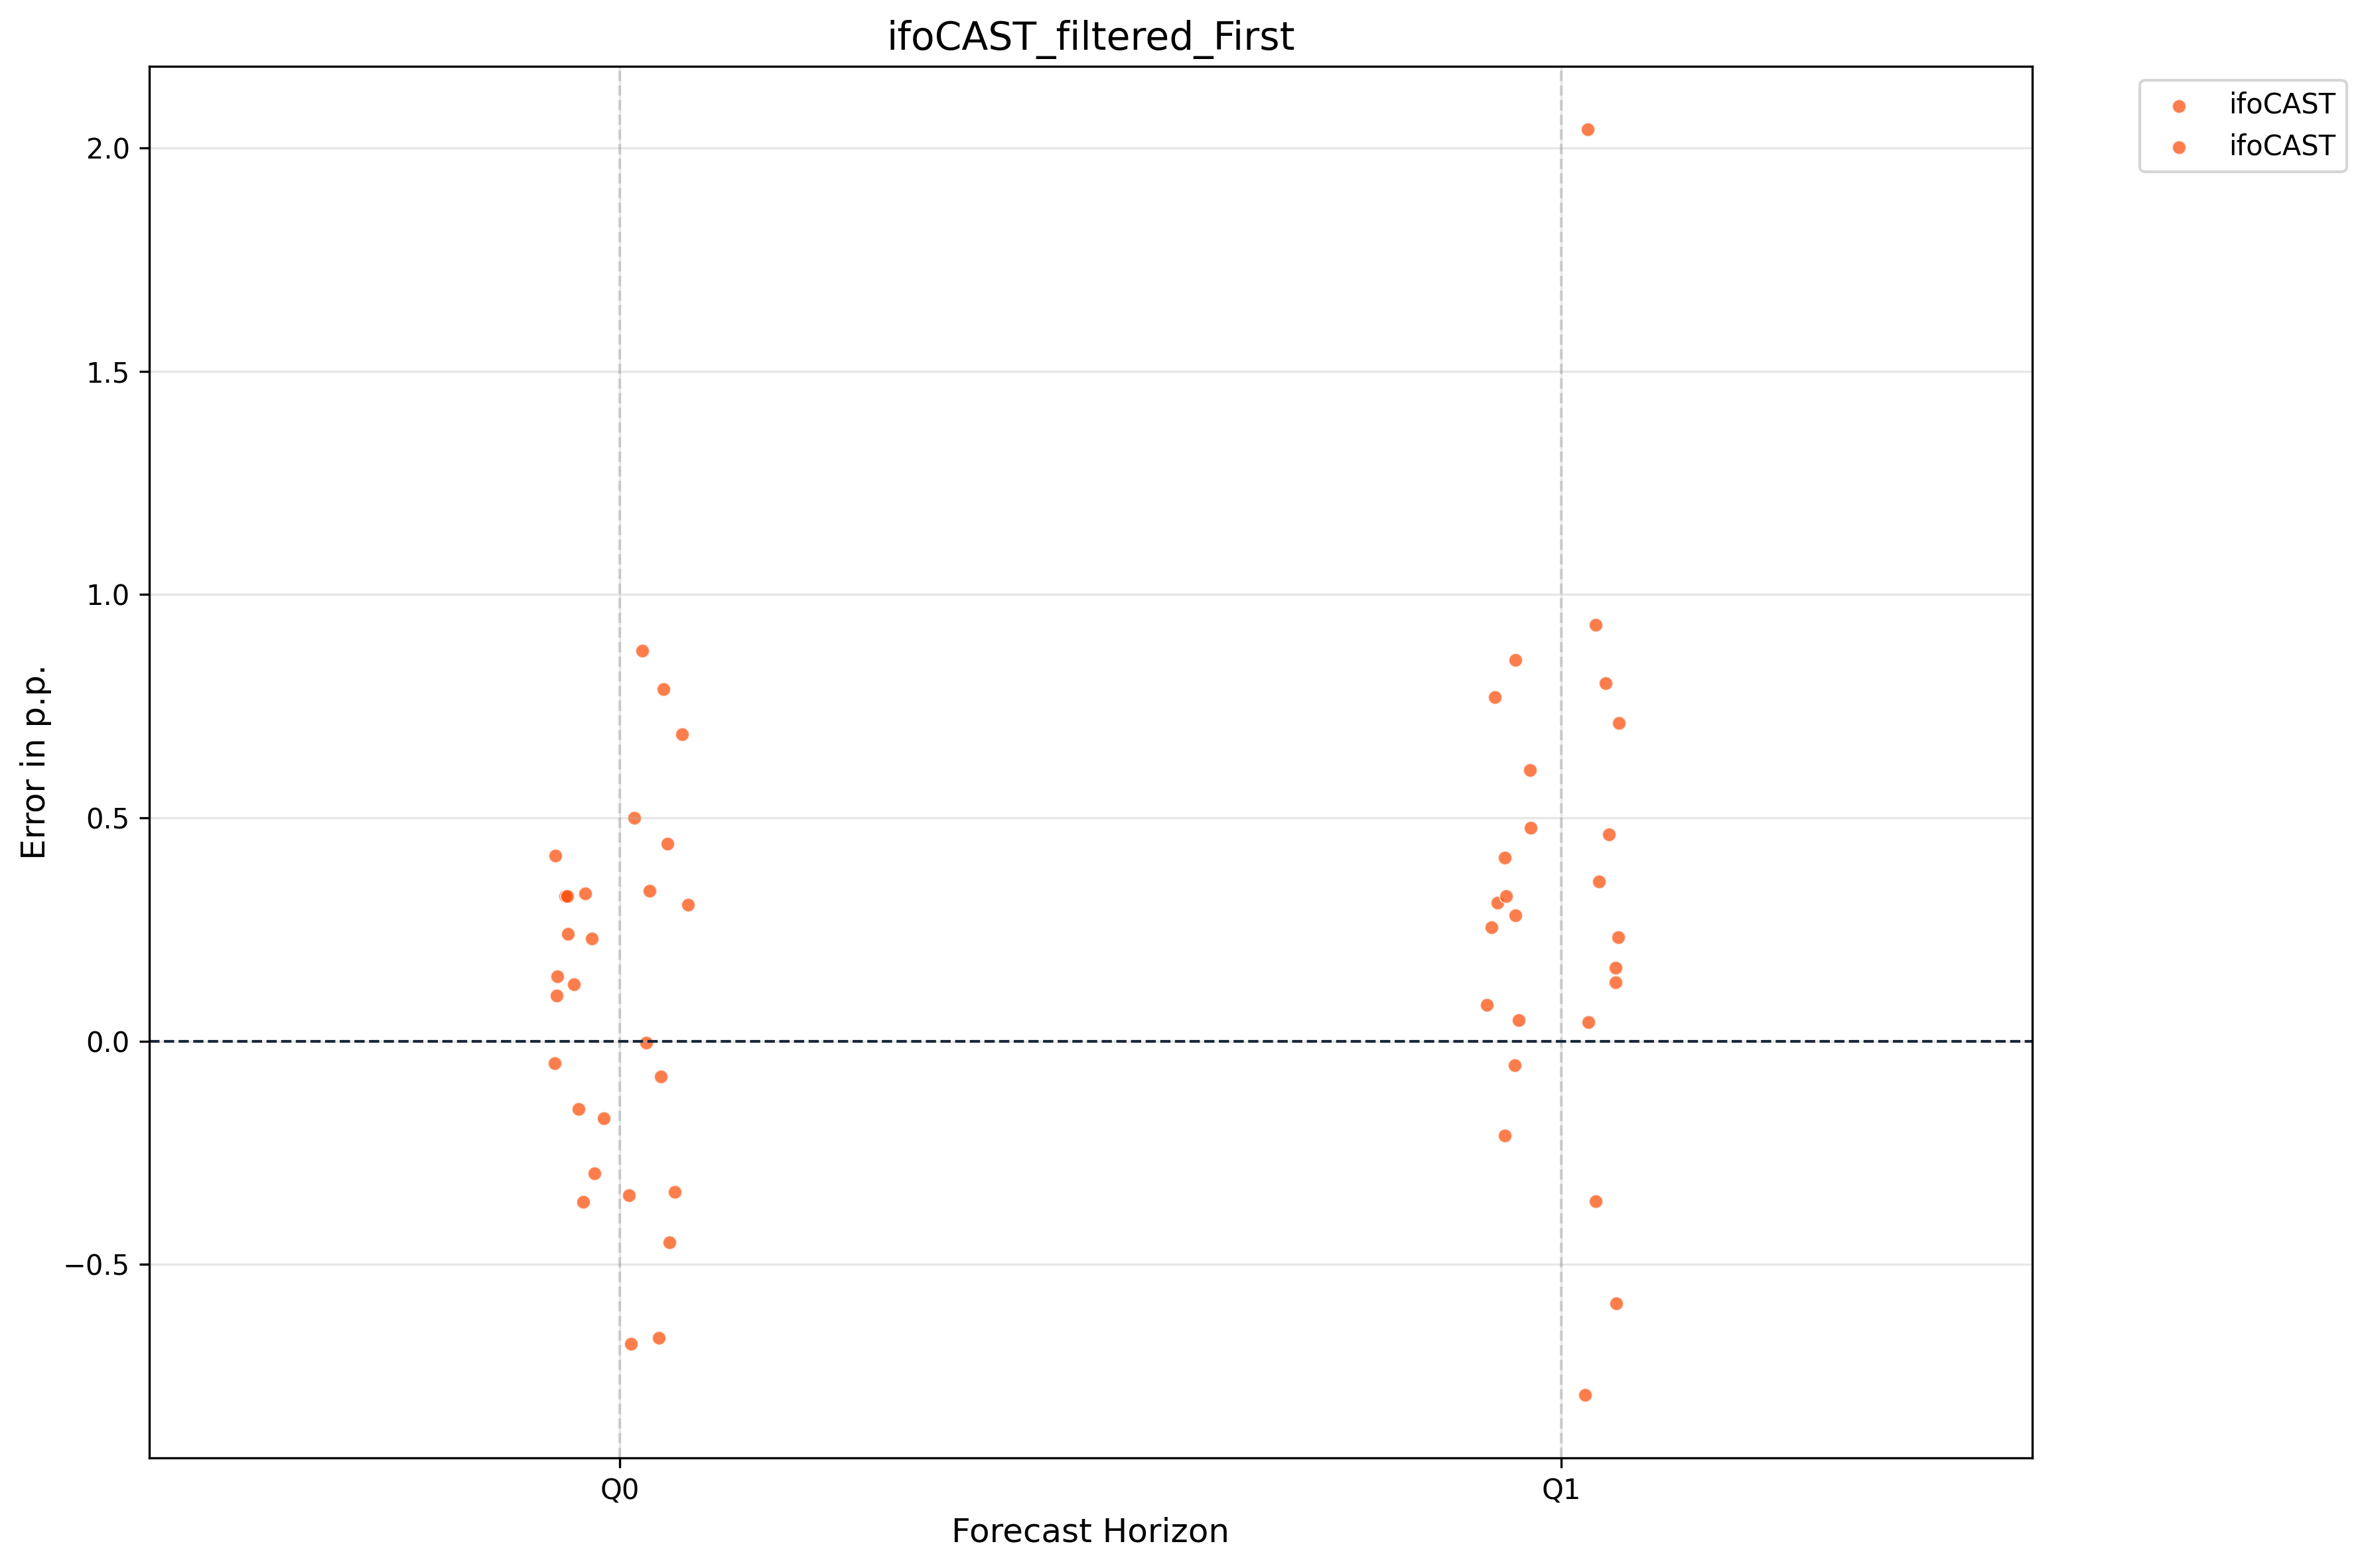 ifoCAST_filtered_First
ifoCAST
ifoCAST
2.0
1.5
1.0
0.5
0.0
−0.5
Error in p.p.
Q0
Q1
Forecast Horizon